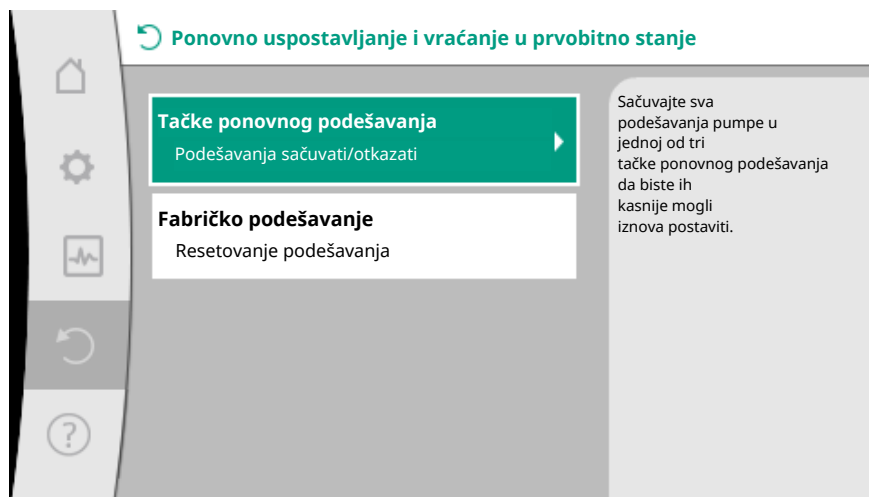 Ponovno uspostavljanje i vraćanje u prvobitno stanje
Tačke ponovnog podešavanja
Podešavanja sačuvati/otkazati
Fabričko podešavanje
Resetovanje podešavanja
Sačuvajte sva
podešavanja pumpe u
jednoj od tri
tačke ponovnog podešavanja
da biste ih
kasnije mogli
iznova postaviti.
?